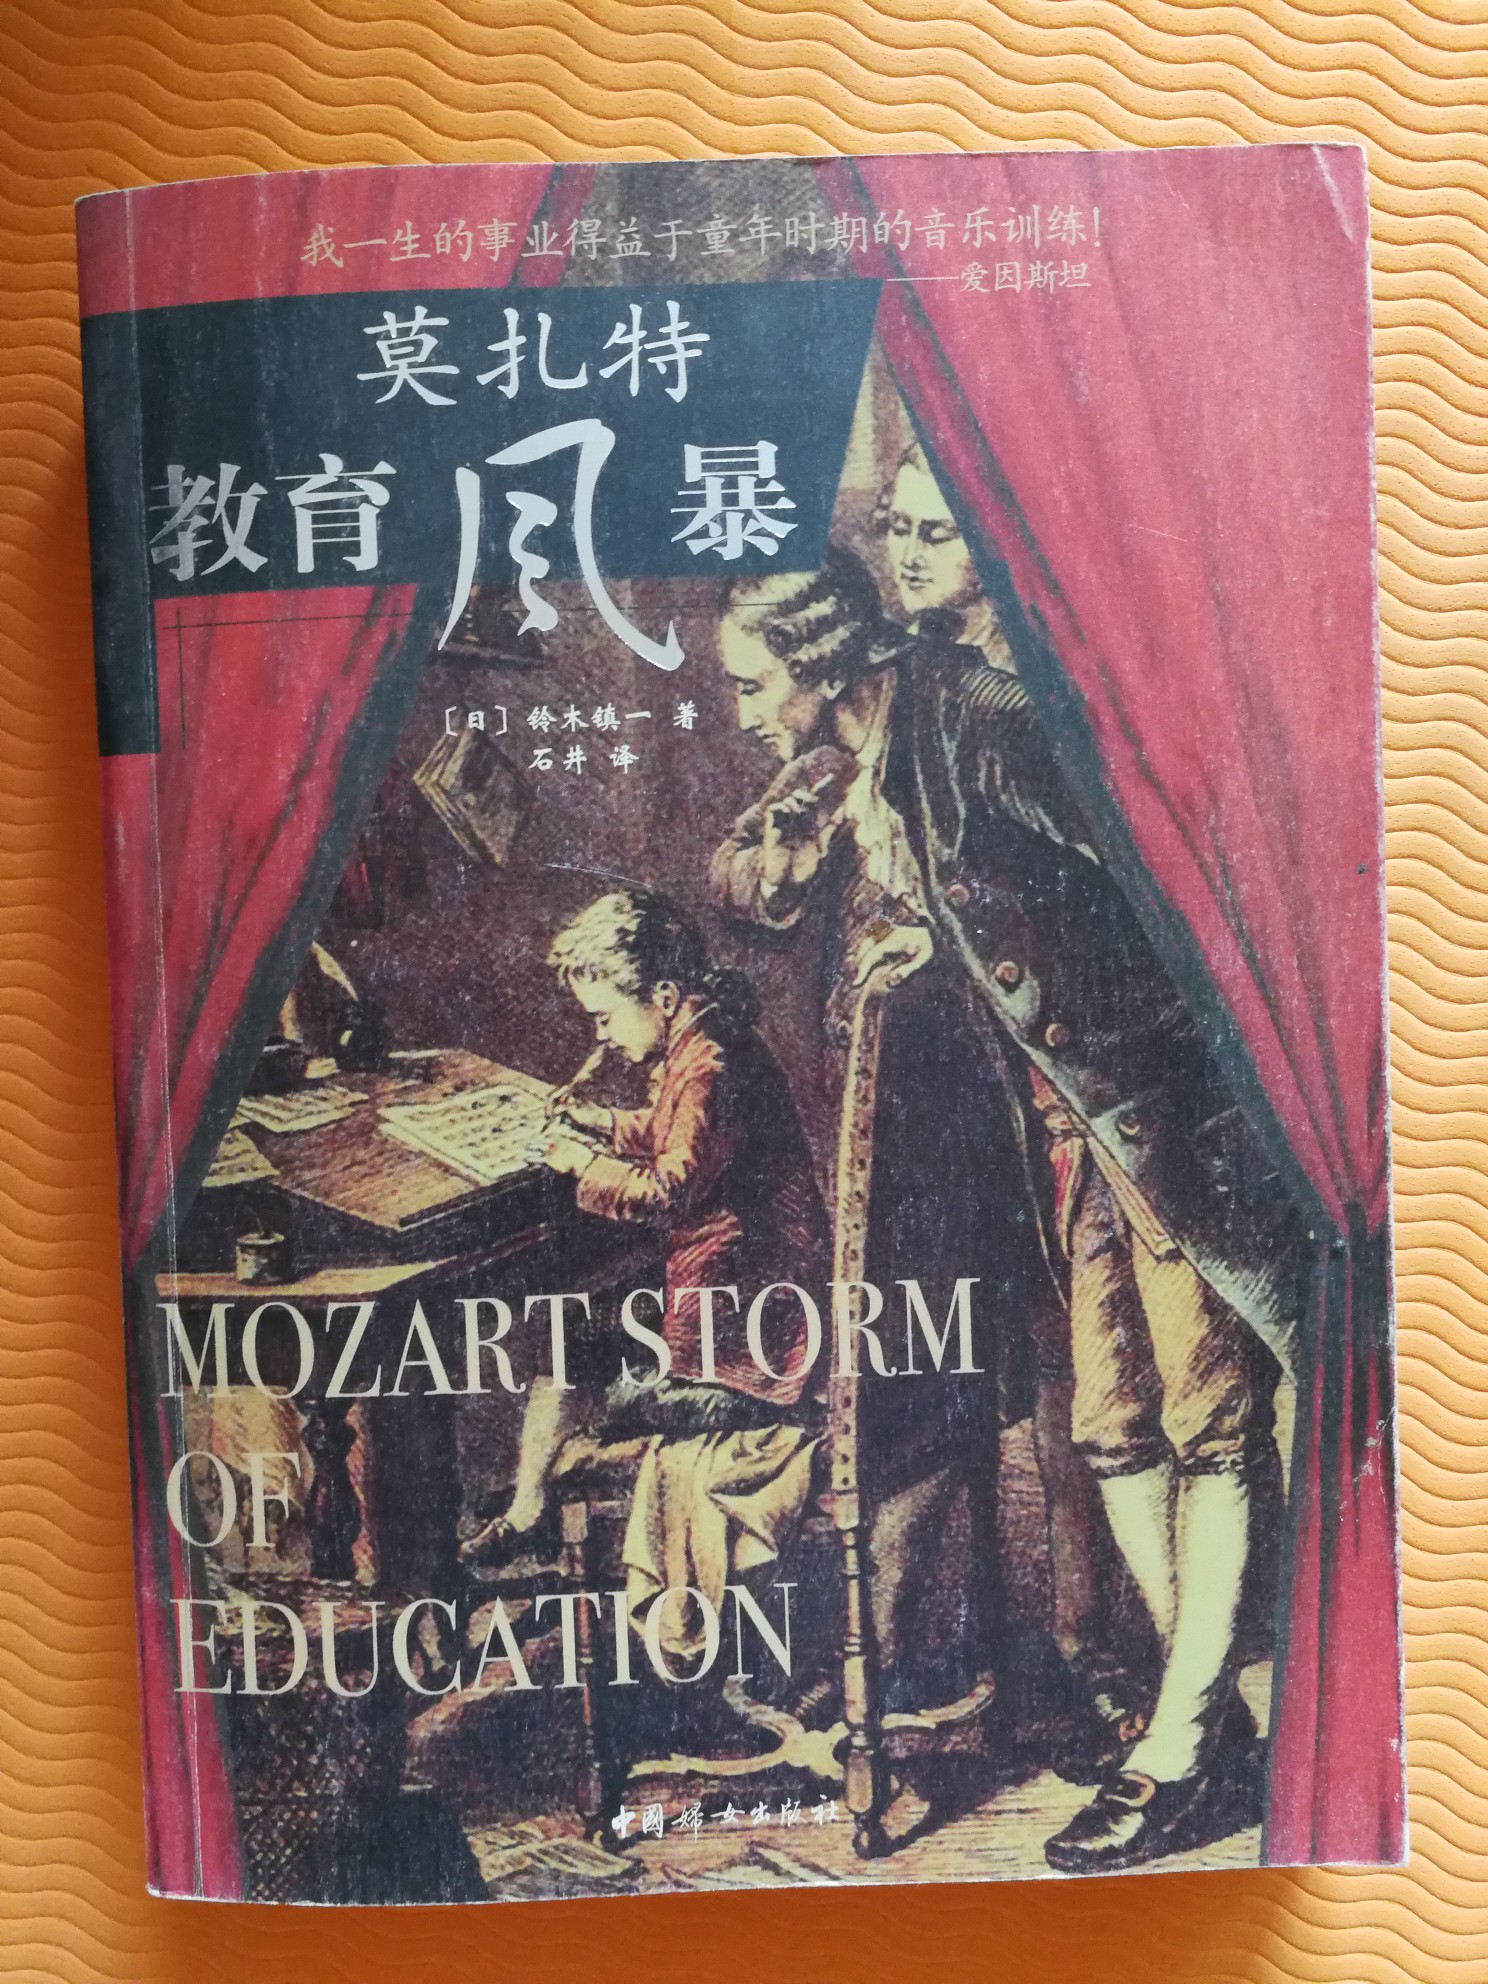 我一生的事业得益于童年时期的音乐训练!
——爱因斯坦
莫扎特
教育风暴
〔日〕铃木镇一 著
石井 译
MOZART STORM
OF
EDUCATION
中國婦女出版社